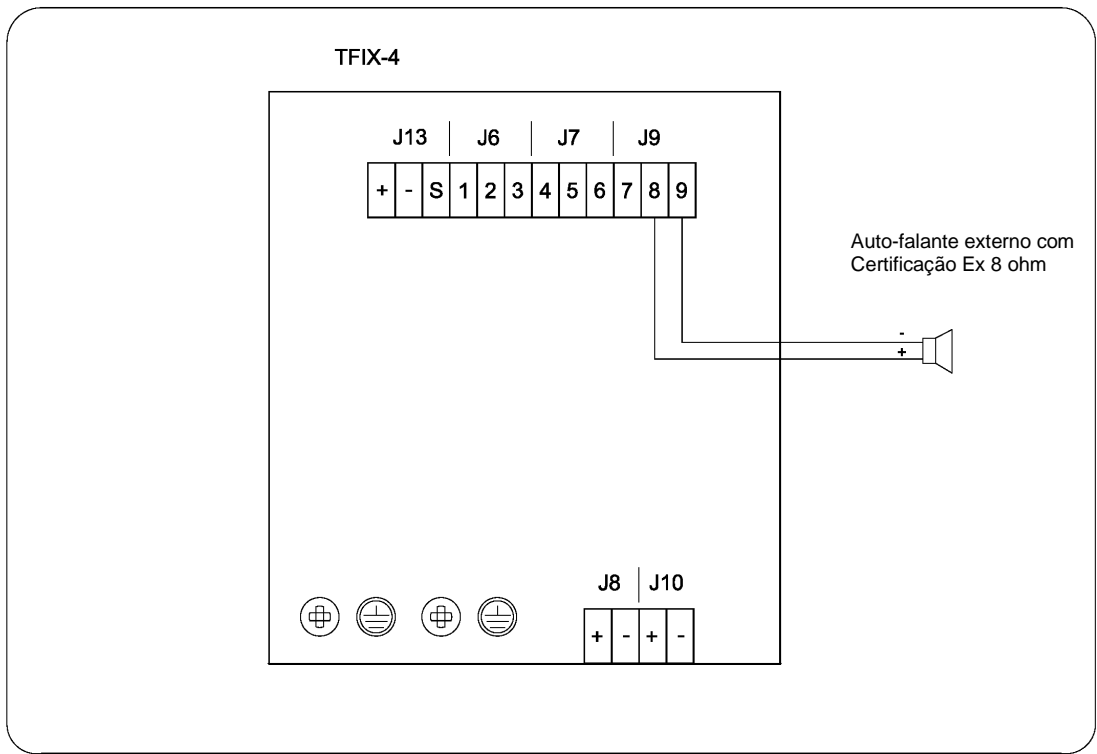 TFIX-4
J13 J6 J7 J9
+ - S 1 2 3 4 5 6 7 8 9
Auto-falante externo com
Certificação Ex 8 ohm
-
+
J8 J10
+ - + -